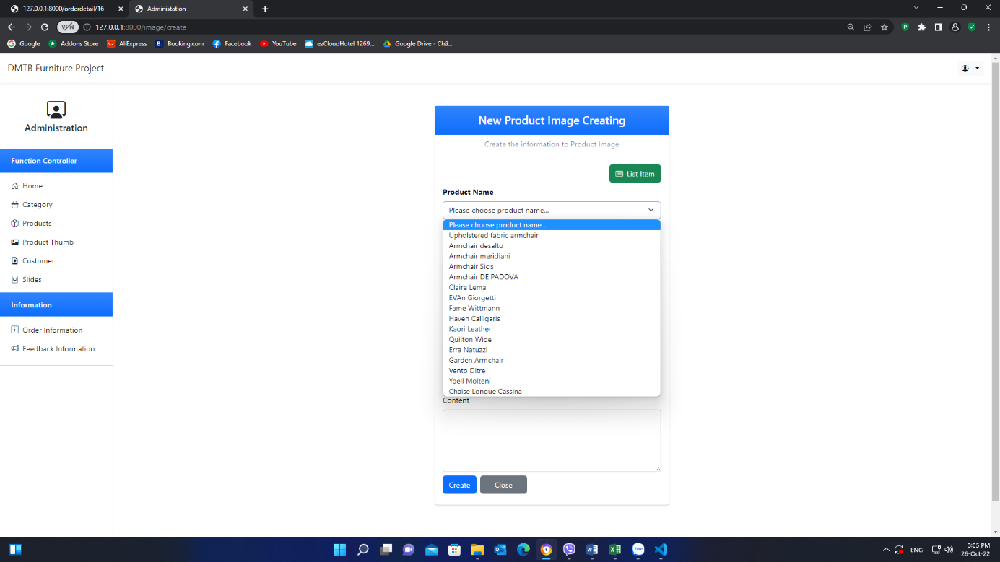 127.0.0.1:8000/orderdetail/16
Administation
VPN
127.0.0.1:8000/image/create
Google
Addons Store
AliExpress
Booking.com
Facebook
YouTube
ezCloudHotel 1269...
Google Drive - Chấ...
DMTB Furniture Project
Administration
Function Controller
Home
Category
Products
Product Thumb
Customer
Slides
Information
Order Information
Feedback Information
New Product Image Creating
Create the information to Product Image
List Item
Product Name
Please choose product name...
Please choose product name...
Upholstered fabric armchair
Armchair desalto
Armchair meridiani
Armchair Sicis
Armchair DE PADOVA
Claire Lema
EVAn Giorgetti
Fame Wittmann
Haven Calligaris
Kaori Leather
Quilton Wide
Erra Natuzzi
Garden Armchair
Vento Ditre
Yoell Molteni
Chaise Longue Cassina
Content
Create
Close
ENG
3:05 PM
26-Oct-22